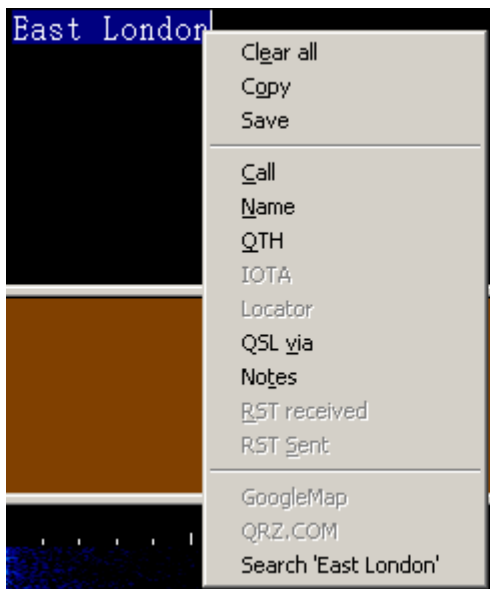 East London
Clear all
Copy
Save
Call
Name
QTH
IOTA
Locator
QSL via
Notes
RST received
RST Sent
GoogleMap
QRZ.COM
Search 'East London'